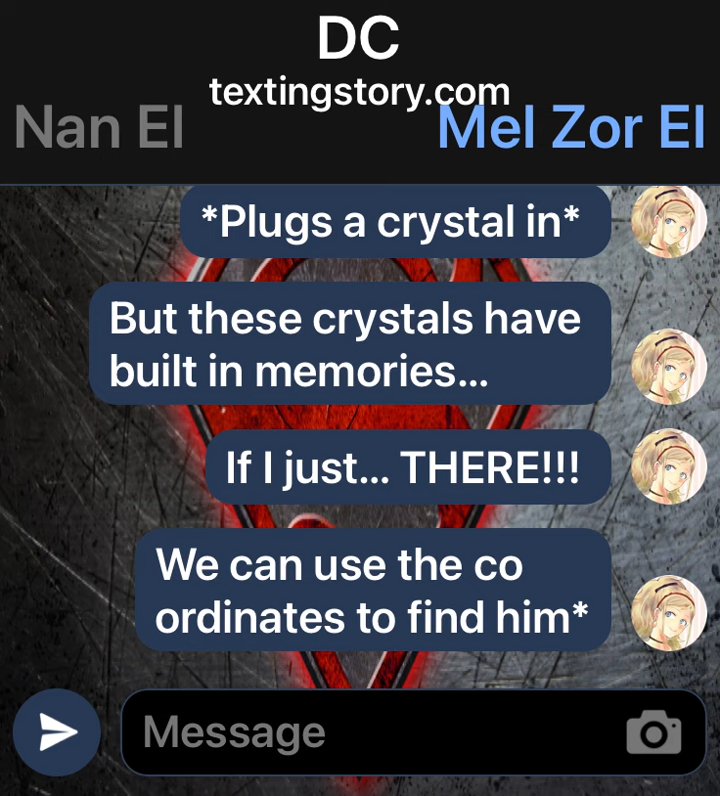 DC
textingstory.com
Nan El
Mel Zor El
*Plugs a crystal in*
But these crystals have
built in memories...
If I just... THERE!!!
We can use the co
ordinates to find him*
Message